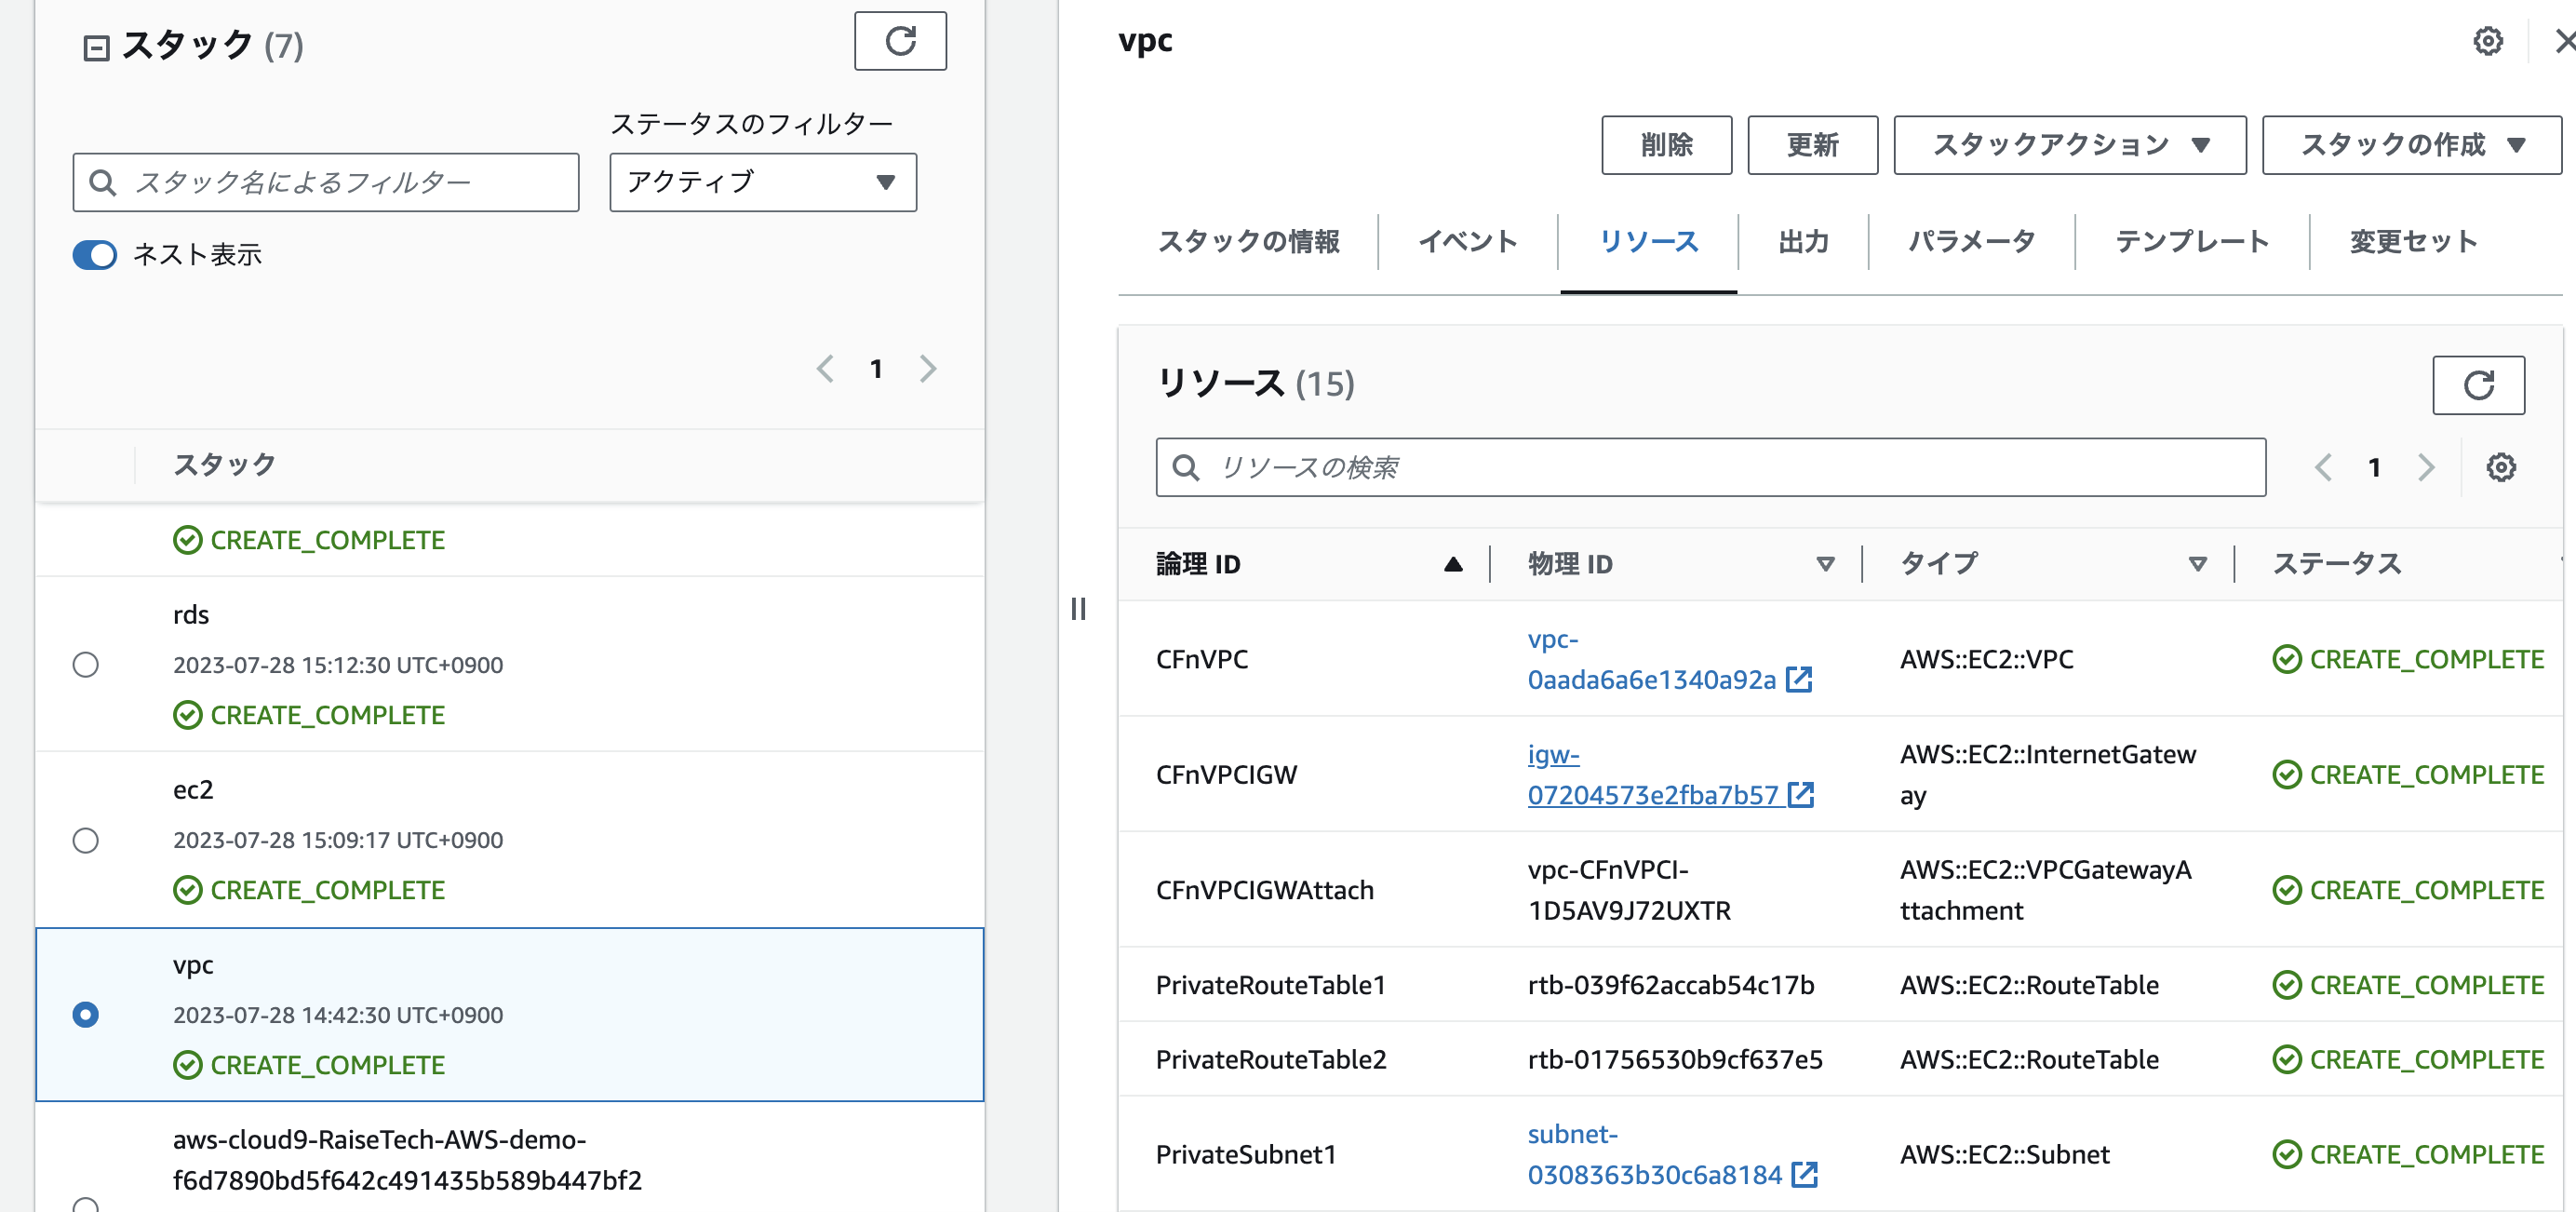 スタック (7)
ステータスのフィルター
スタック名によるフィルター
アクティブ
ネスト表示
1
スタック
CREATE_COMPLETE
rds
2023-07-28 15:12:30 UTC+0900
CREATE_COMPLETE
ec2
2023-07-28 15:09:17 UTC+0900
CREATE_COMPLETE
vpc
2023-07-28 14:42:30 UTC+0900
CREATE_COMPLETE
aws-cloud9-RaiseTech-AWS-demo-
f6d7890bd5f642c491435b589b447bf2
vpc
削除 更新 スタックアクション スタックの作成
スタックの情報 イベント リソース 出力 パラメータ テンプレート 変更セット
リソース (15)
リソースの検索
1
論理 ID 物理 ID タイプ ステータス
CFnVPC
vpc-
0aada6a6e1340a92a
AWS::EC2::VPC
CREATE_COMPLETE
CFnVPCIGW
igw-
07204573e2fba7b57
AWS::EC2::InternetGatew
ay
CREATE_COMPLETE
CFnVPCIGWAttach
vpc-CFnVPCI-
1D5AV9J72UXTR
AWS::EC2::VPCGatewayA
ttachment
CREATE_COMPLETE
PrivateRouteTable1 rtb-039f62accab54c17b AWS::EC2::RouteTable CREATE_COMPLETE
PrivateRouteTable2 rtb-01756530b9cf637e5 AWS::EC2::RouteTable CREATE_COMPLETE
PrivateSubnet1
subnet-
0308363b30c6a8184
AWS::EC2::Subnet
CREATE_COMPLETE